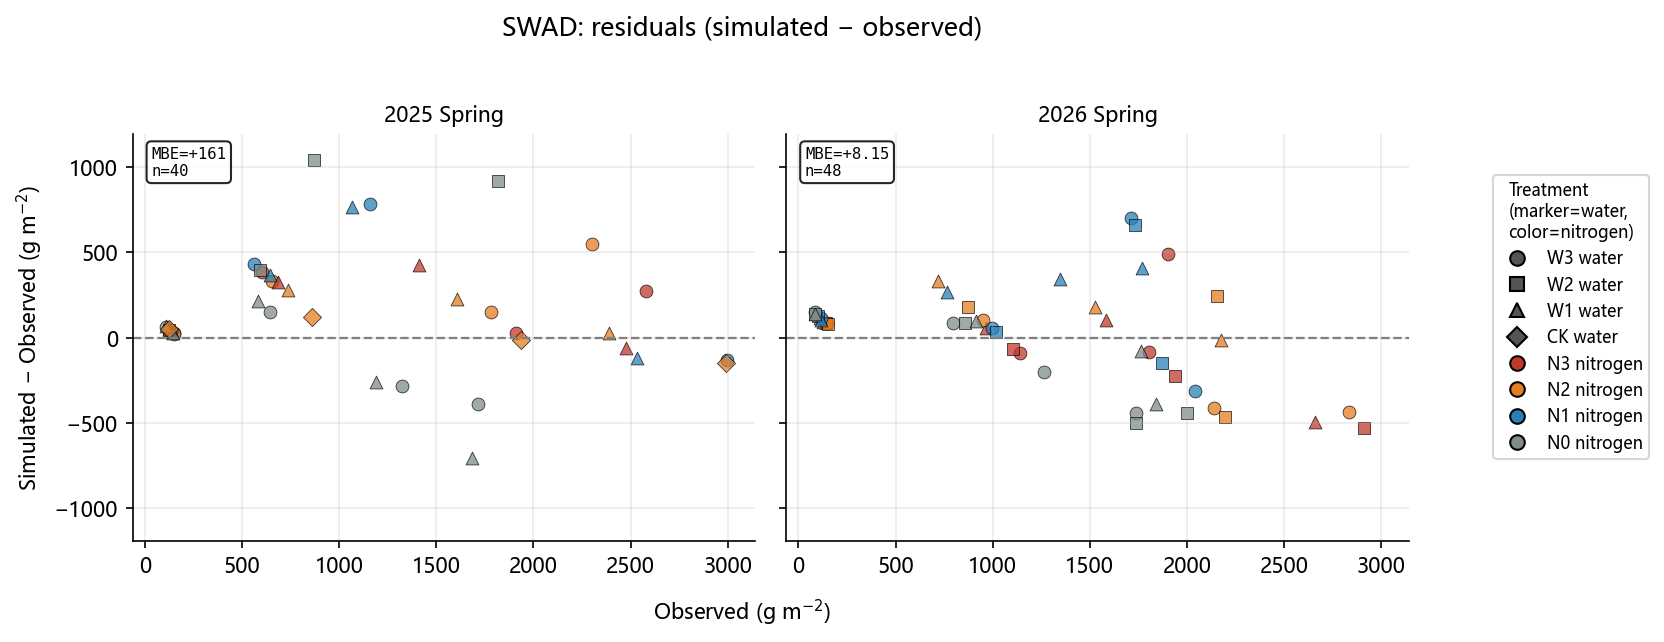 SWAD: residuals (simulated − observed)
2025 Spring
2026 Spring
MBE=+161
n=40
MBE=+8.15
n=48
Simulated − Observed (g m⁻²)
1000
500
0
−500
−1000
0
500
1000
1500
2000
2500
3000
0
500
1000
1500
2000
2500
3000
Observed (g m⁻²)
Treatment
(marker=water,
color=nitrogen)
W3 water
W2 water
W1 water
CK water
N3 nitrogen
N2 nitrogen
N1 nitrogen
N0 nitrogen